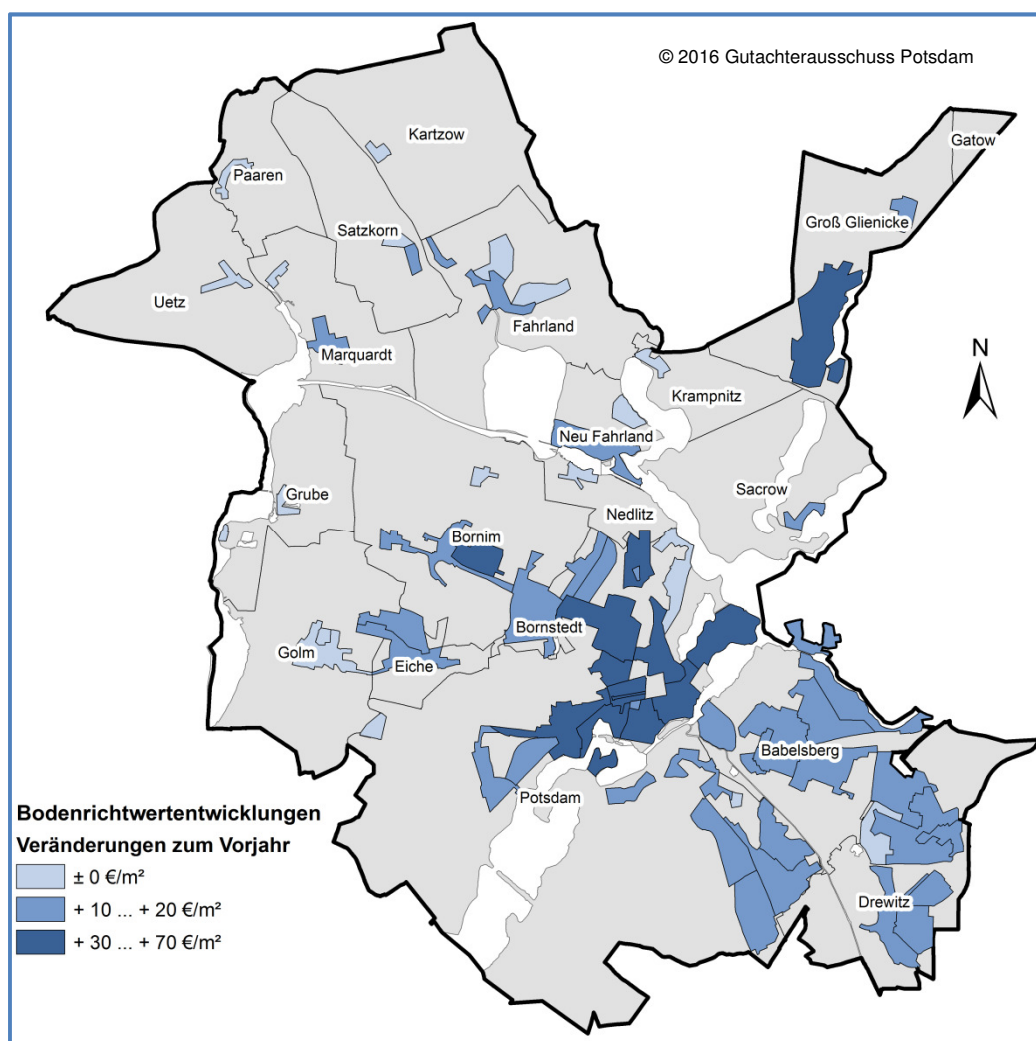 © 2016 Gutachterausschuss Potsdam
Kartzow
Gatow
Paaren
Groß Glienicke
Satzkorn
Uetz
Fahrland
Marquardt
Krampnitz
N
Neu Fahrland
Sacrow
Grube
Nedlitz
Bornim
Bornstedt
Golm
Eiche
Babelsberg
Potsdam
Drewitz
Bodenrichtwertentwicklungen
Veränderungen zum Vorjahr
± 0 €/m²
+ 10 ... + 20 €/m²
+ 30 ... + 70 €/m²